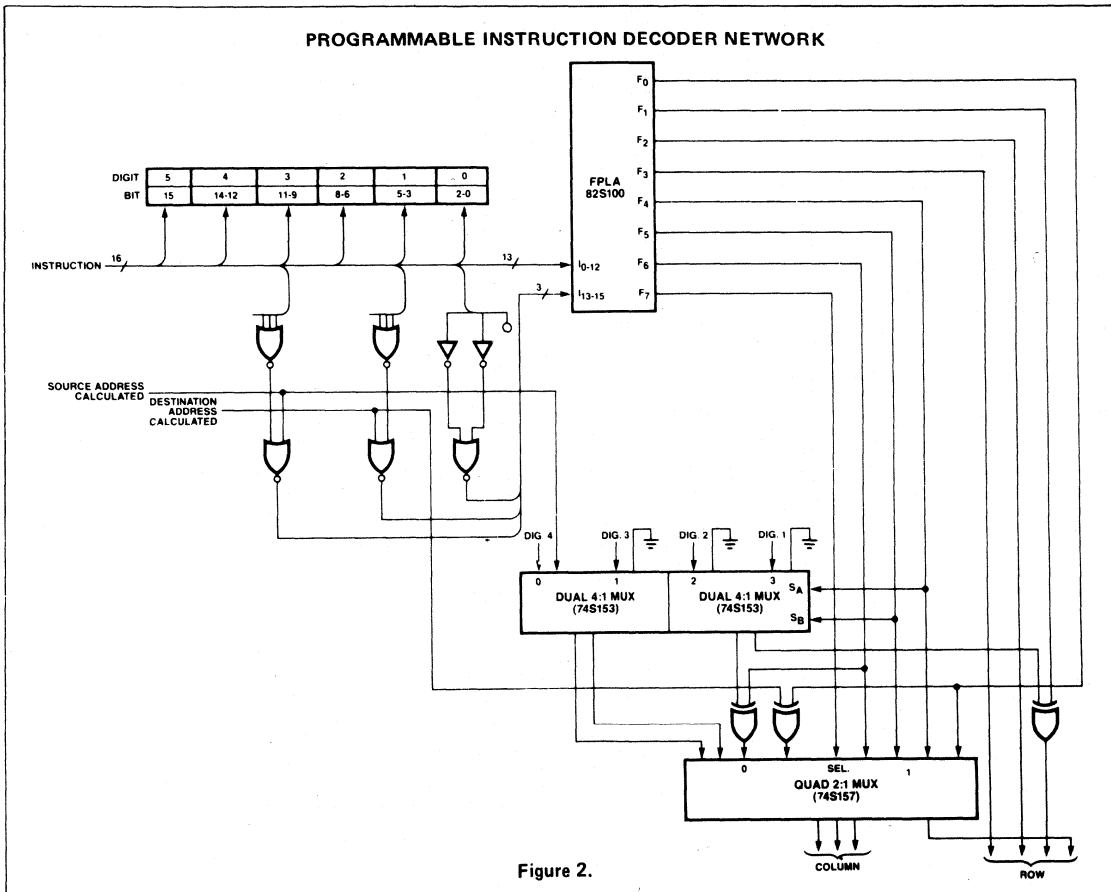 PROGRAMMABLE INSTRUCTION DECODER NETWORK
F0
F1
F2
F3
F4
F5
F6
F7
FPLA
82S100
I0-12
I13-15
DIGIT 5 4 3 2 1 0
BIT 15 14-12 11-9 8-6 5-3 2-0
INSTRUCTION 16
13
3
SOURCE ADDRESS
CALCULATED
DESTINATION
ADDRESS
CALCULATED
DIG. 4 DIG. 3 DIG. 2 DIG. 1
0 1 2 3
DUAL 4:1 MUX
(74S153)
DUAL 4:1 MUX
(74S153)
SA
SB
0 SEL. 1
QUAD 2:1 MUX
(74S157)
COLUMN
ROW
Figure 2.